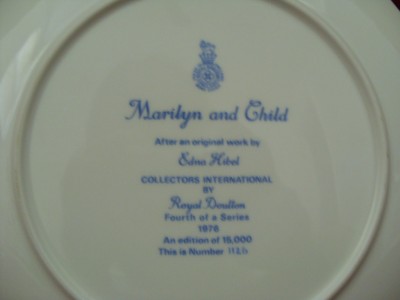 Marilyn and Child
After an original work by
Edna Hibel
COLLECTORS INTERNATIONAL
BY
Royal Doulton
Fourth of a Series
1976
An edition of 15,000
This is Number